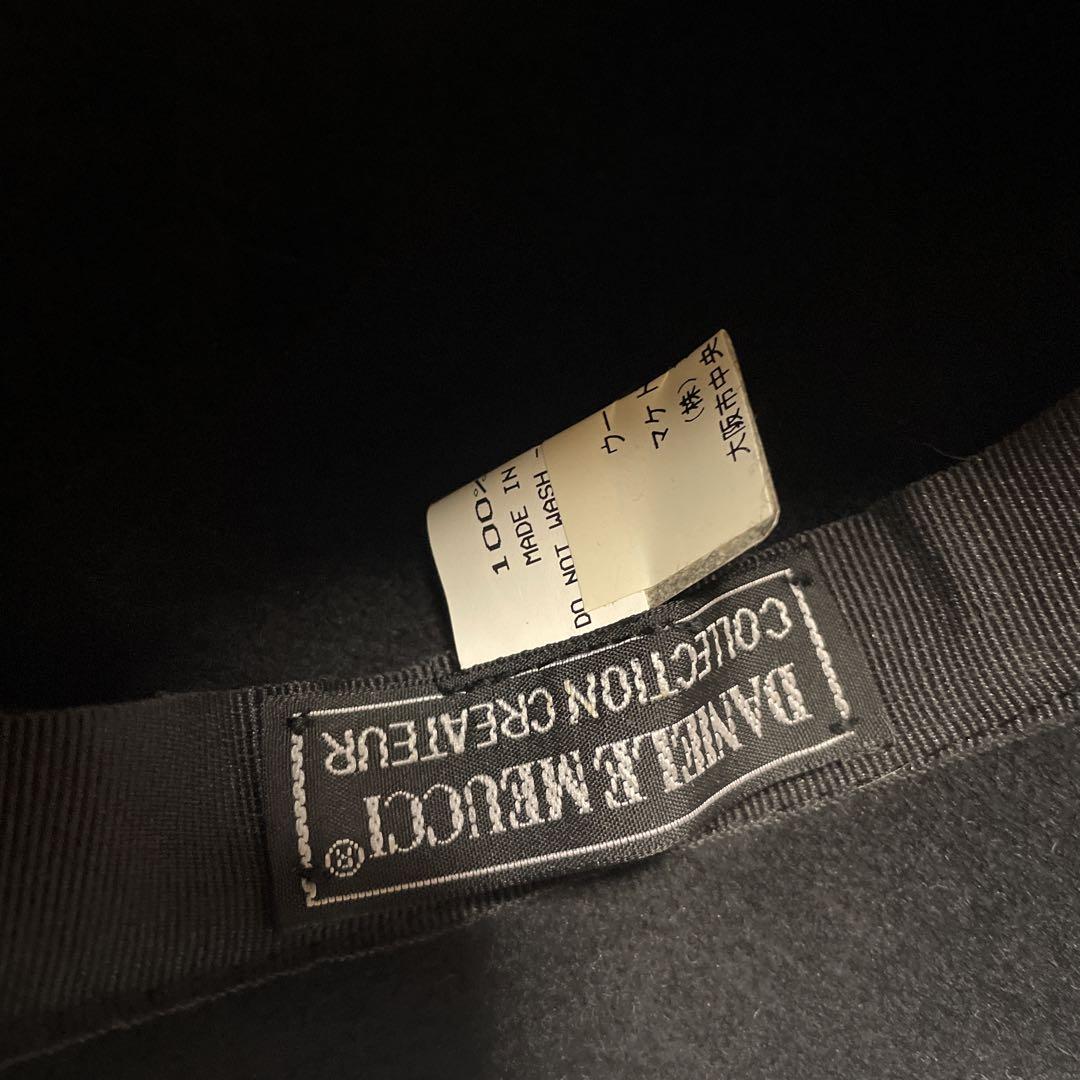 DANIELE MEUCCI®
COLLECTION CREATEUR
100%
MADE IN
DO NOT WASH -
ウー
マケ
(株)
大阪市中央